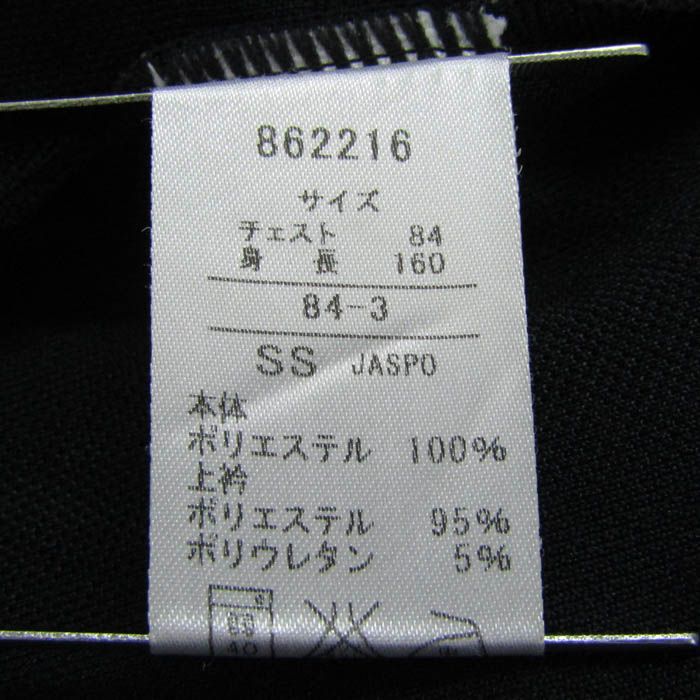 862216
サイズ
チェスト 84
身長 160
84-3
SS JASPO
本体
ポリエステル 100%
上衿
ポリエステル 95%
ポリウレタン 5%